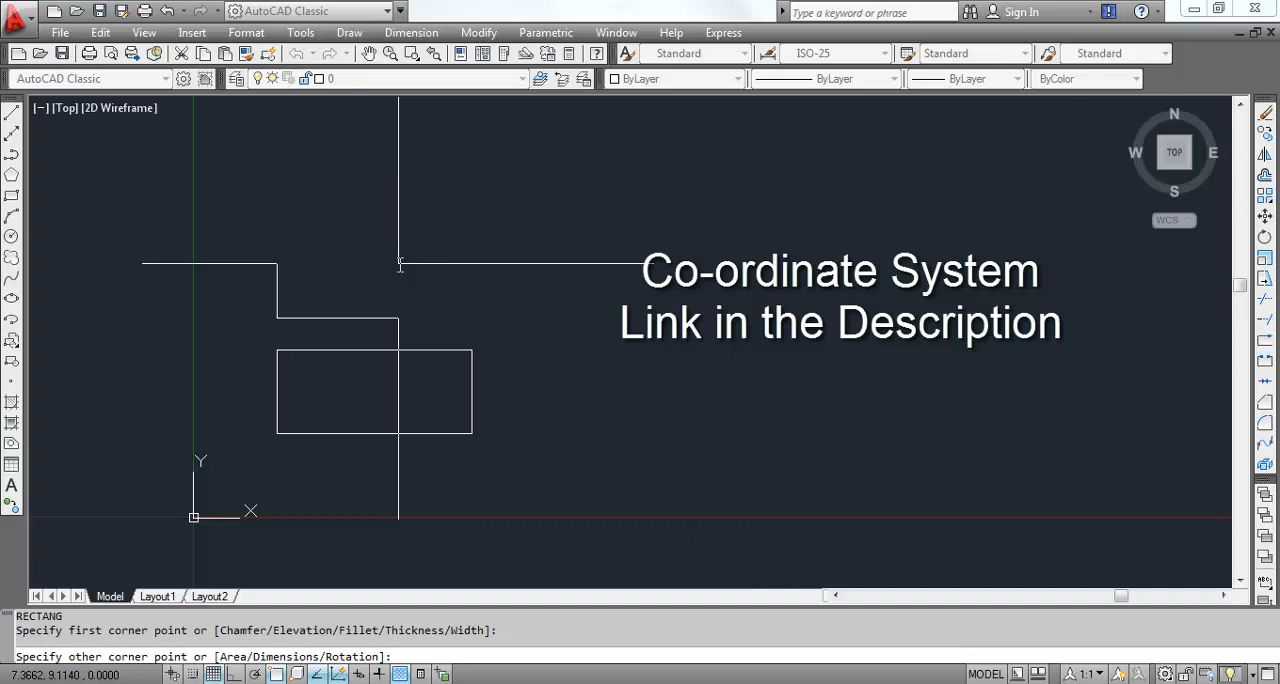 AutoCAD Classic
Type a keyword or phrase
Sign In
File Edit View Insert Format Tools Draw Dimension Modify Parametric Window Help Express
Standard ISO-25 Standard Standard
AutoCAD Classic 0 ByLayer ByLayer ByLayer ByColor
[−] [Top] [2D Wireframe]
N
W TOP E
S
WCS
Co-ordinate System
Link in the Description
Y
X
A
Model Layout1 Layout2
RECTANG
Specify first corner point or [Chamfer/Elevation/Fillet/Thickness/Width]:
Specify other corner point or [Area/Dimensions/Rotation]:
7.3662, 9.1140, 0.0000 MODEL 1:1